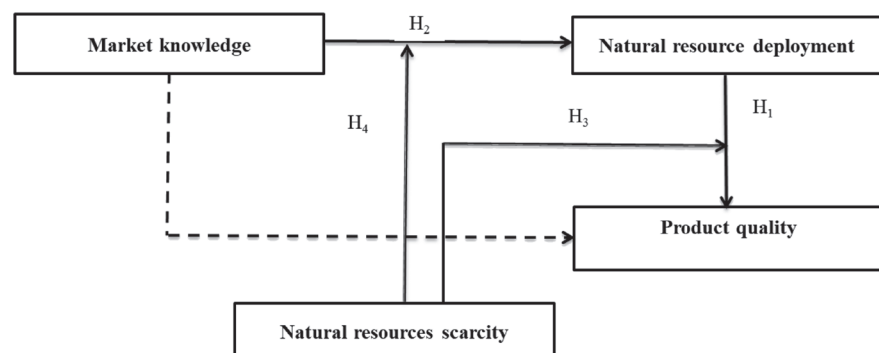 H₂
Market knowledge
Natural resource deployment
H₄
H₃
H₁
Product quality
Natural resources scarcity